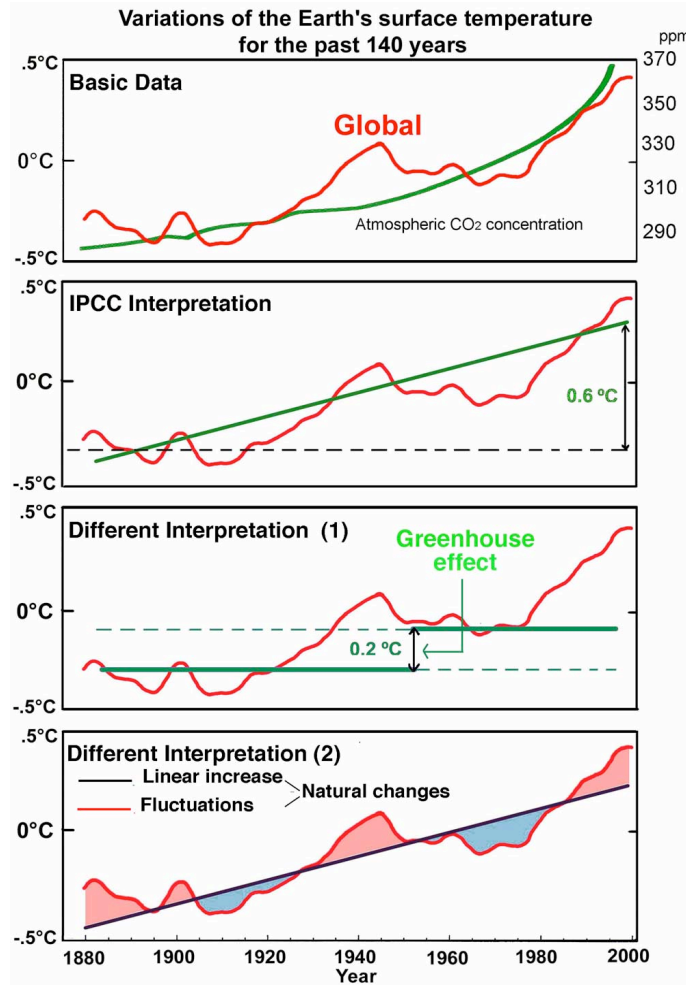 Variations of the Earth's surface temperature
for the past 140 years
ppm
.5°C
370
Basic Data
350
Global
330
0°C
310
Atmospheric CO2 concentration
290
-.5°C
.5°C
IPCC Interpretation
0°C
0.6 ºC
-.5°C
.5°C
Different Interpretation (1)
Greenhouse
effect
0°C
0.2 ºC
-.5°C
.5°C
Different Interpretation (2)
Linear increase
Natural changes
Fluctuations
0°C
-.5°C
1880 1900 1920 1940 1960 1980 2000
Year